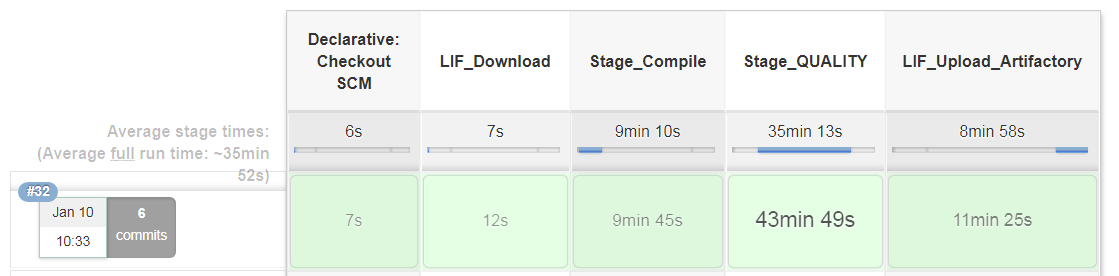 Declarative:
Checkout
SCM
LIF_Download
Stage_Compile
Stage_QUALITY
LIF_Upload_Artifactory
Average stage times:
(Average full run time: ~35min
52s)
6s
7s
9min 10s
35min 13s
8min 58s
#32
Jan 10
10:33
6
commits
7s
12s
9min 45s
43min 49s
11min 25s